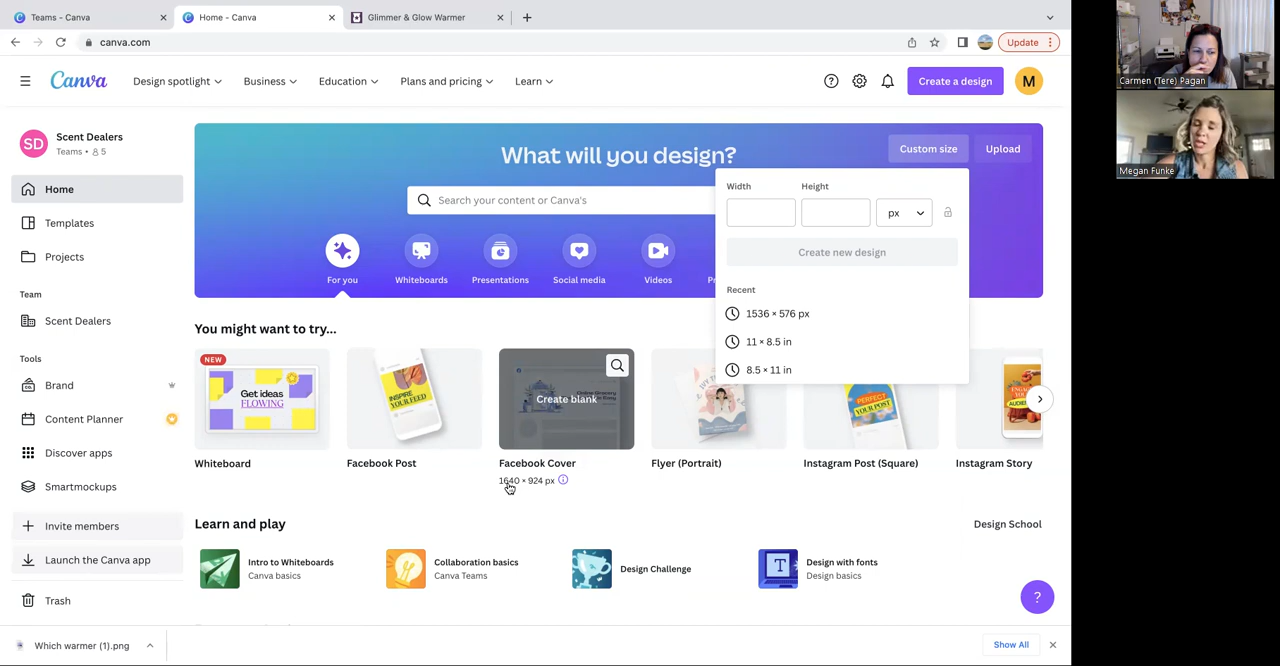 Teams - Canva
Home - Canva
Glimmer & Glow Warmer
canva.com
Update
Canva
Design spotlight
Business
Education
Plans and pricing
Learn
Create a design
M
SD
Scent Dealers
Teams • 5
Home
Templates
Projects
Team
Scent Dealers
Tools
Brand
Content Planner
Discover apps
Smartmockups
Invite members
Launch the Canva app
Trash
What will you design?
Custom size
Upload
Search your content or Canva's
For you
Whiteboards
Presentations
Social media
Videos
Width
Height
px
Create new design
Recent
1536 × 576 px
11 × 8.5 in
8.5 × 11 in
You might want to try...
NEW
Get ideas
FLOWING
INSPIRE
YOUR FEED
Create blank
PERFECT
YOUR POST
Whiteboard
Facebook Post
Facebook Cover
Flyer (Portrait)
Instagram Post (Square)
Instagram Story
1640 × 924 px
Learn and play
Design School
Intro to Whiteboards
Canva basics
Collaboration basics
Canva Teams
Design Challenge
T
Design with fonts
Design basics
?
Which warmer (1).png
Show All
Carmen (Tere) Pagan
Megan Funke